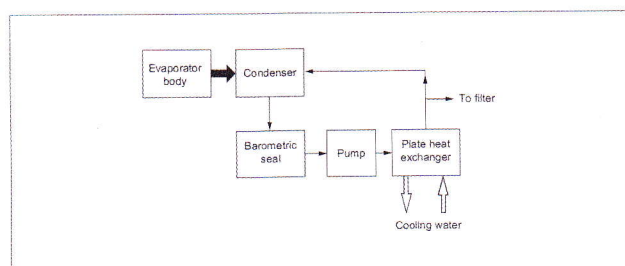 Evaporator
body
Condenser
To filter
Barometric
seal
Pump
Plate heat
exchanger
Cooling water